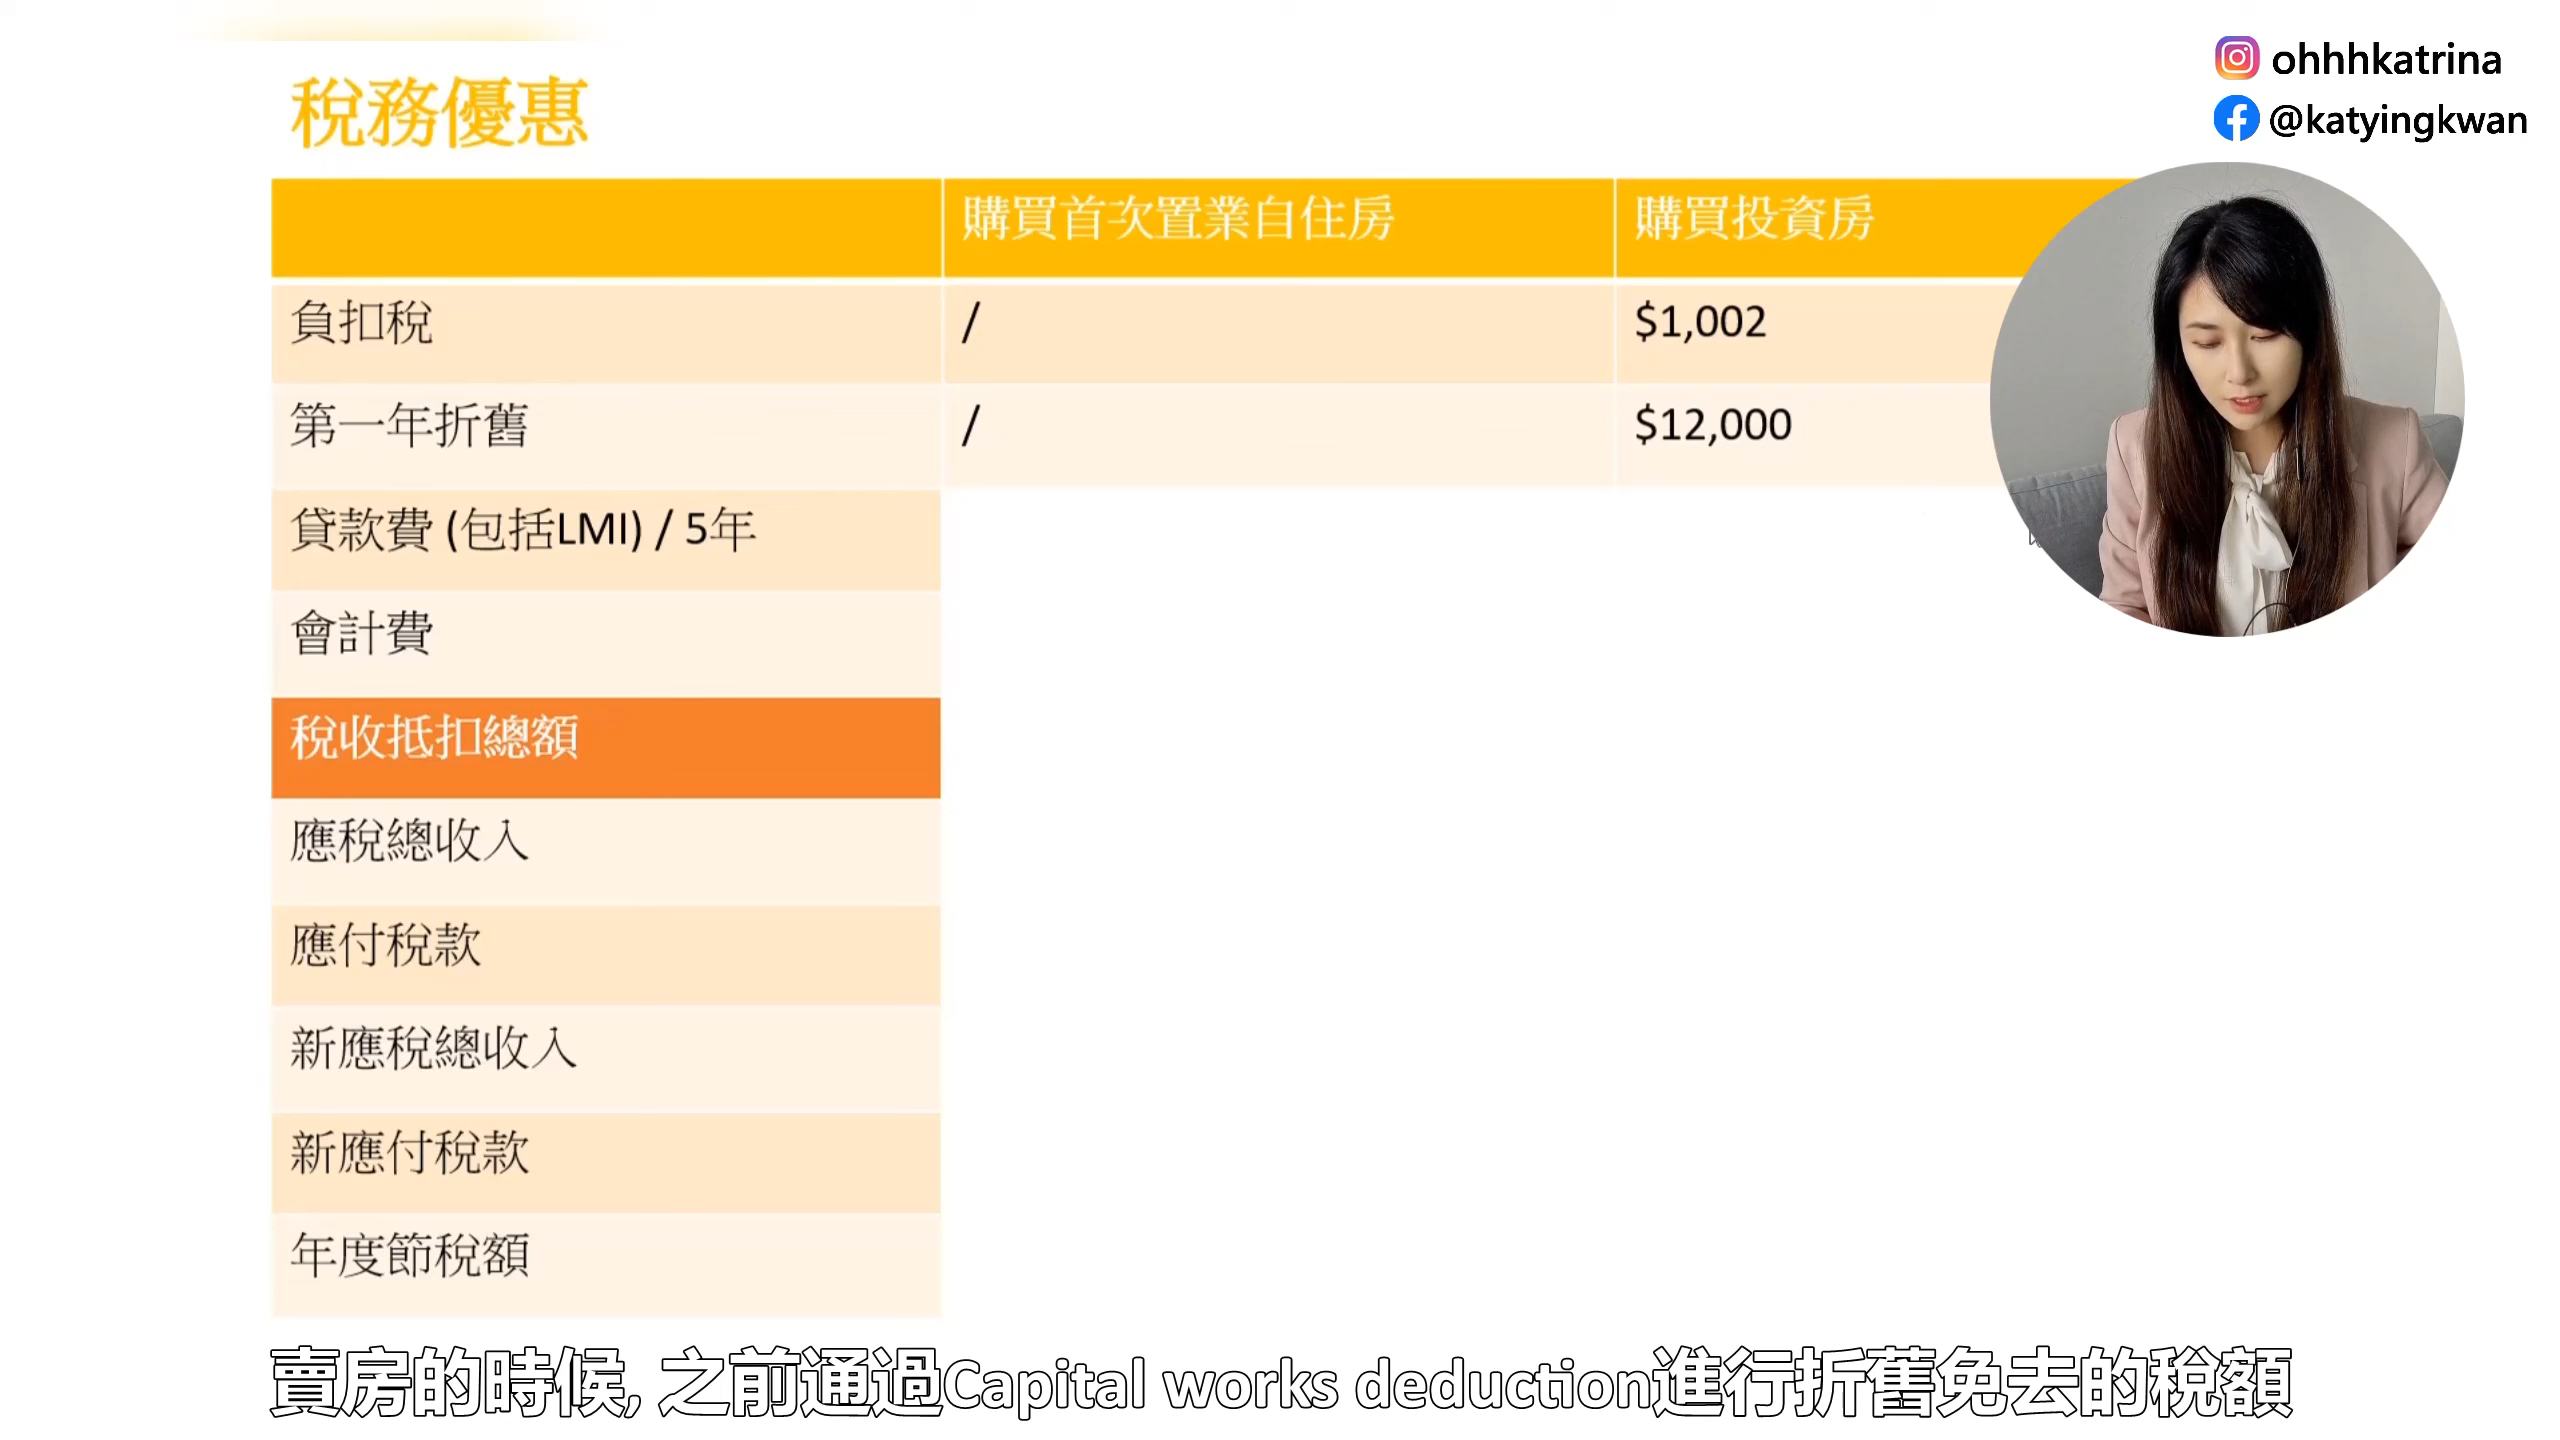 ohhhkatrina
@katyingkwan
稅務優惠
購買首次置業自住房 購買投資房
負扣稅 / $1,002
第一年折舊 / $12,000
貸款費 (包括LMI) / 5年
會計費
稅收抵扣總額
應稅總收入
應付稅款
新應稅總收入
新應付稅款
年度節稅額
賣房的時候, 之前通過Capital works deduction進行折舊免去的稅額